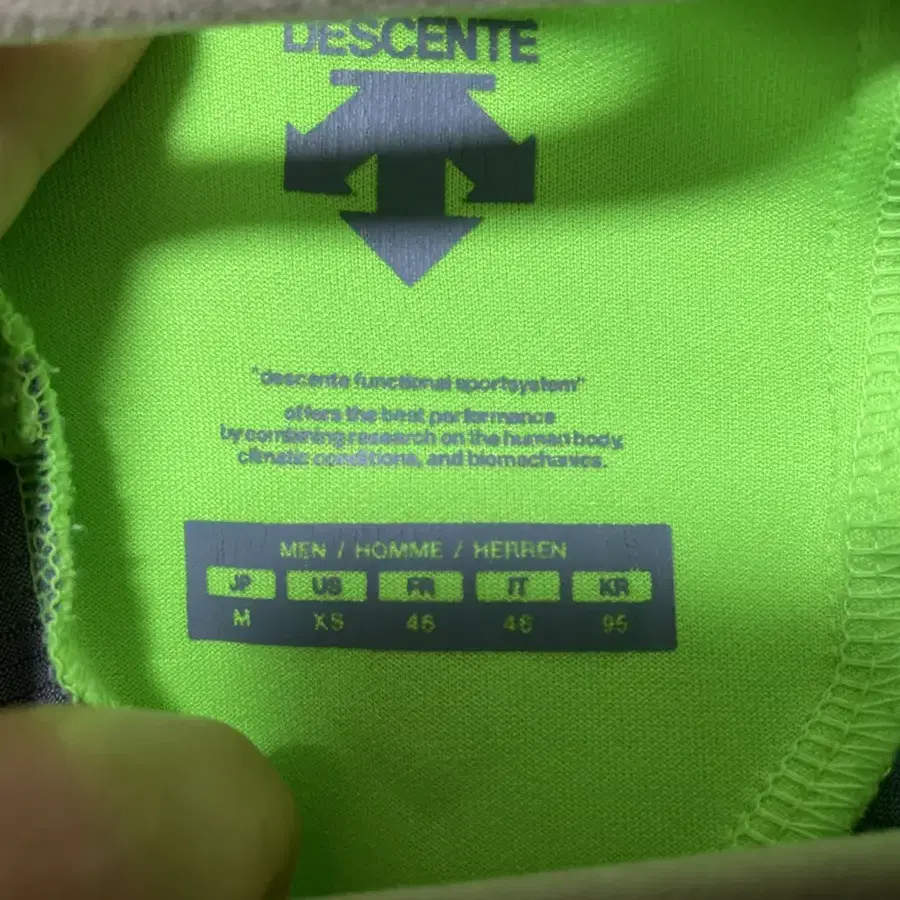 DESCENTE
"descente functional sportsystem"
offers the best performance
by combining research on the human body,
climatic conditions, and biomechanics.
MEN / HOMME / HERREN
JP US FR IT KR
M XS 46 46 95